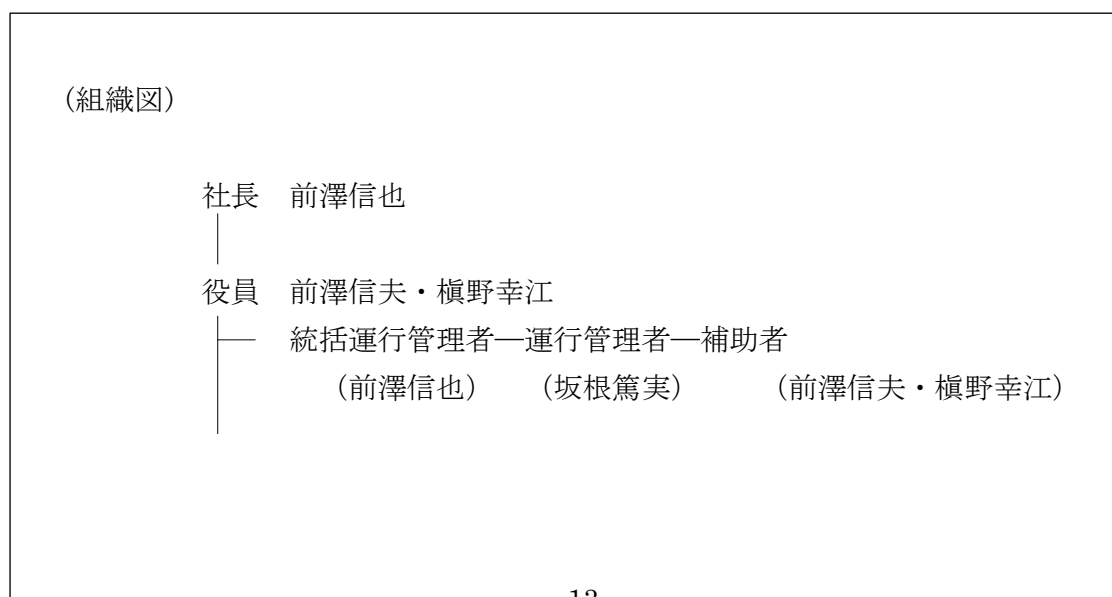 （組織図）
社長　前澤信也
役員　前澤信夫・槇野幸江
統括運行管理者―運行管理者―補助者
（前澤信也）　（坂根篤実）　（前澤信夫・槇野幸江）